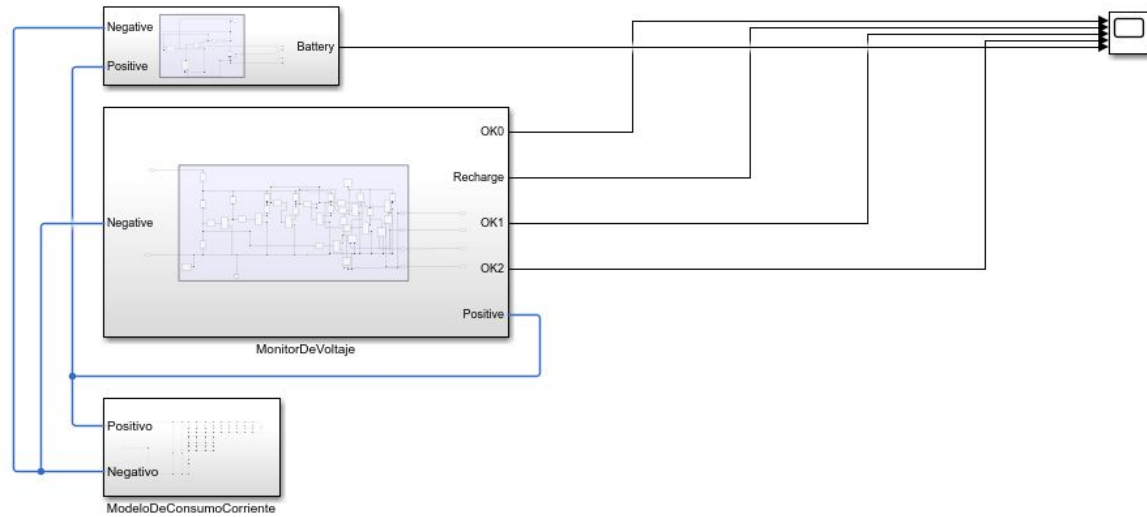 Negative
Positive
Battery
Negative
OK0
Recharge
OK1
OK2
Positive
MonitorDeVoltaje
Positivo
Negativo
ModeloDeConsumoCorriente